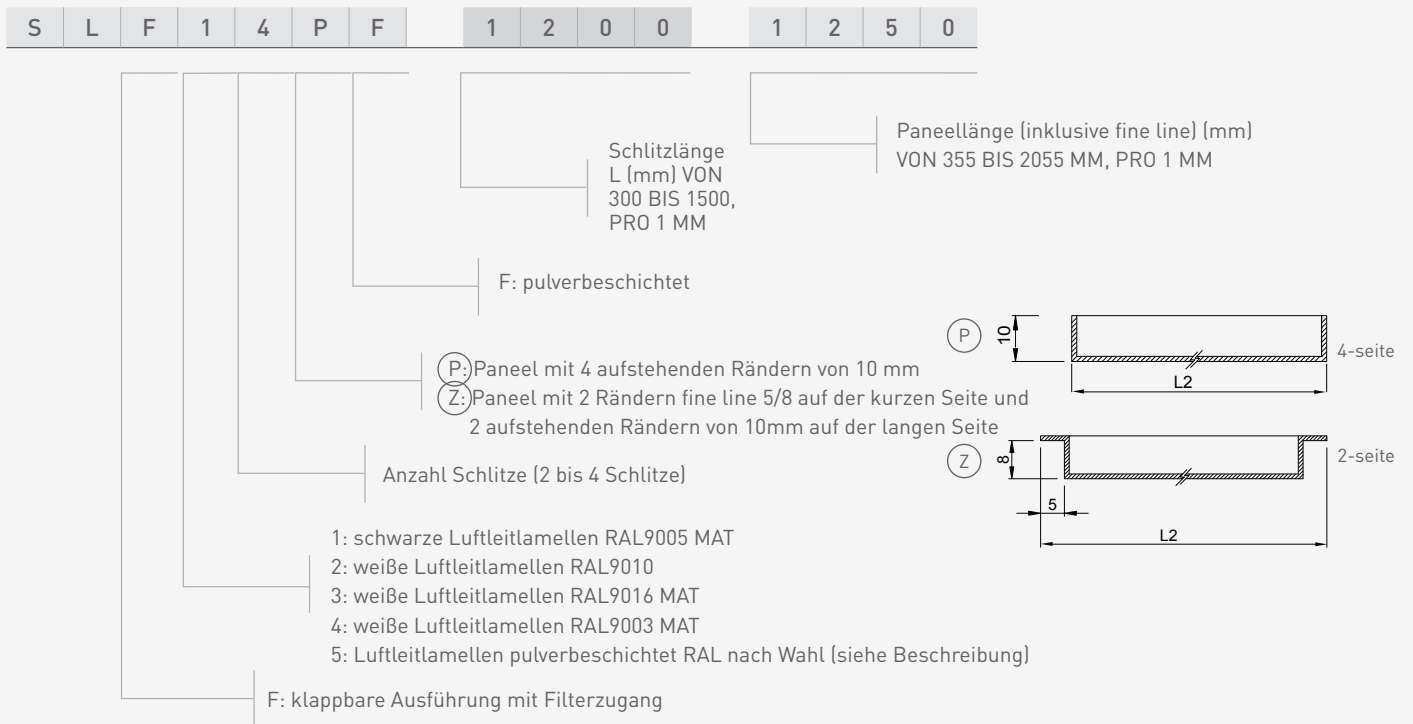 S L F 1 4 P F 1 2 0 0 1 2 5 0
Paneellänge (inklusive fine line) (mm)
VON 355 BIS 2055 MM, PRO 1 MM
Schlitzlänge
L (mm) VON
300 BIS 1500,
PRO 1 MM
F: pulverbeschichtet
P: Paneel mit 4 aufstehenden Rändern von 10 mm
Z: Paneel mit 2 Rändern fine line 5/8 auf der kurzen Seite und
2 aufstehenden Rändern von 10mm auf der langen Seite
P
10
4-seite
L2
Z
8
2-seite
5
L2
Anzahl Schlitze (2 bis 4 Schlitze)
1: schwarze Luftleitlamellen RAL9005 MAT
2: weiße Luftleitlamellen RAL9010
3: weiße Luftleitlamellen RAL9016 MAT
4: weiße Luftleitlamellen RAL9003 MAT
5: Luftleitlamellen pulverbeschichtet RAL nach Wahl (siehe Beschreibung)
F: klappbare Ausführung mit Filterzugang